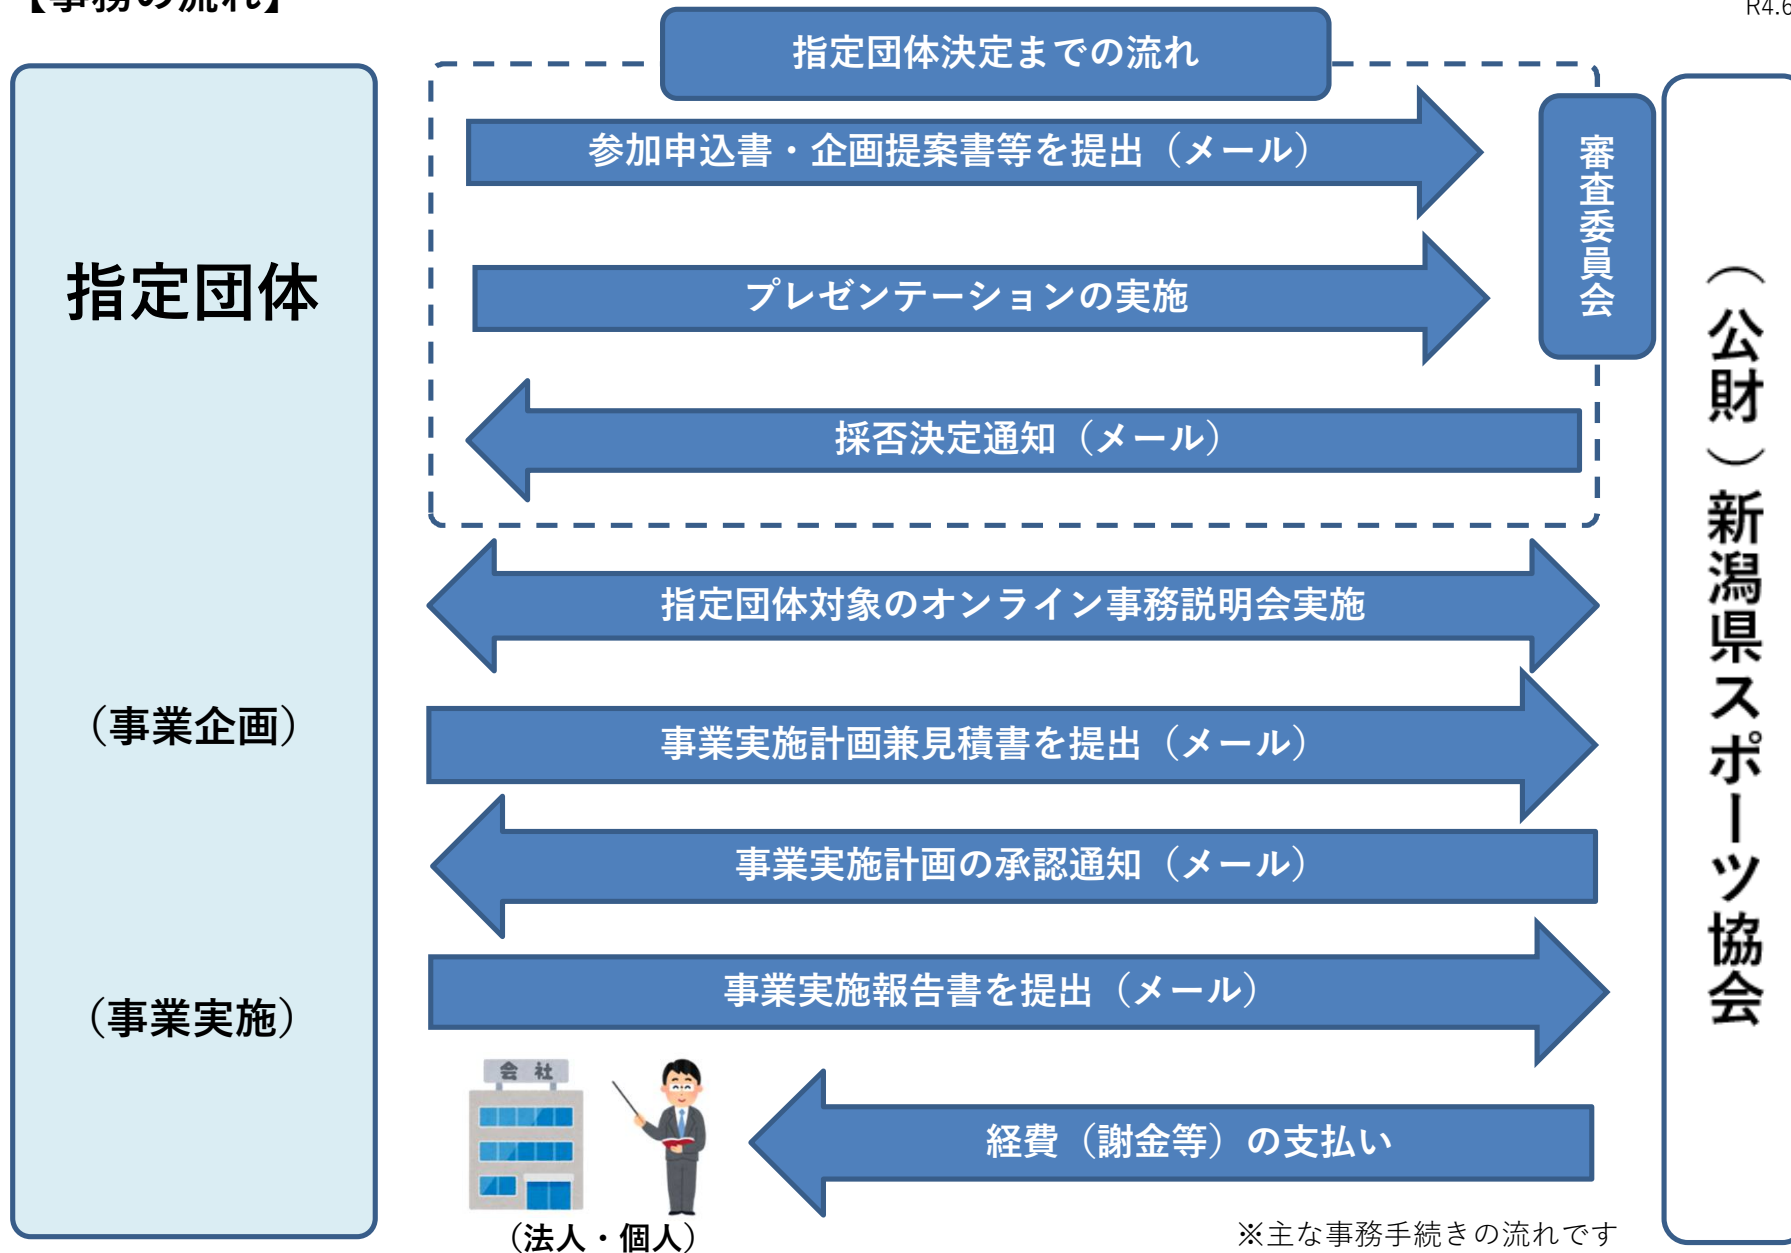 【事務の流れ】
R4.6
指定団体決定までの流れ
参加申込書・企画提案書等を提出（メール）
審査委員会
指定団体
プレゼンテーションの実施
採否決定通知（メール）
（公財）新潟県スポーツ協会
指定団体対象のオンライン事務説明会実施
（事業企画）
事業実施計画兼見積書を提出（メール）
事業実施計画の承認通知（メール）
事業実施報告書を提出（メール）
（事業実施）
会社
経費（謝金等）の支払い
（法人・個人）
※主な事務手続きの流れです